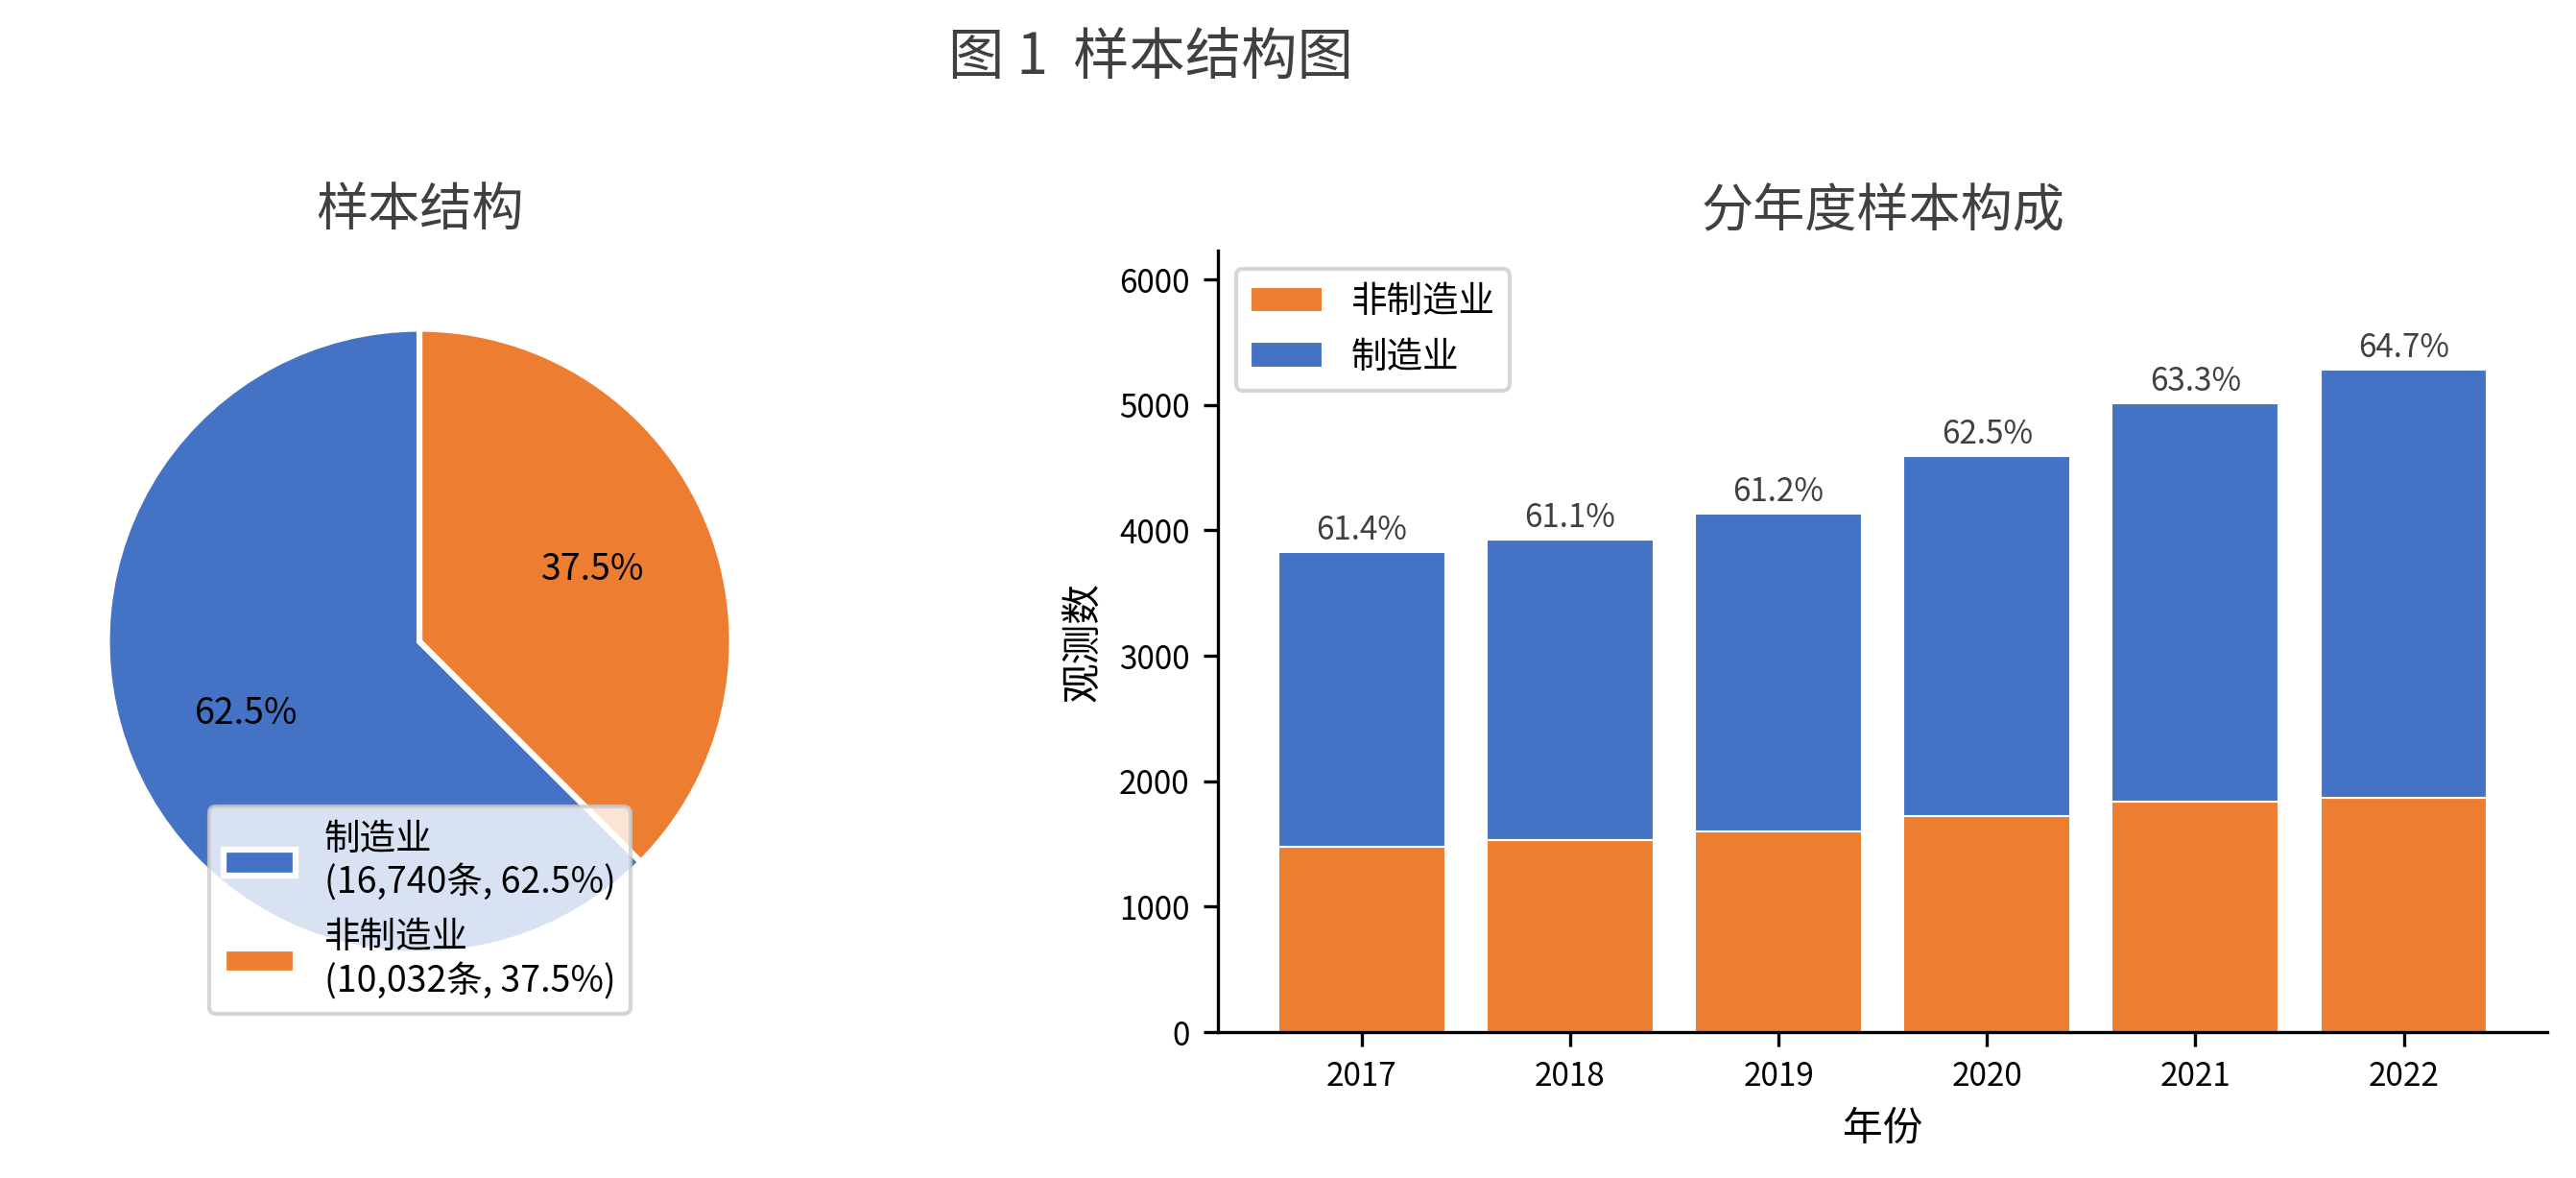 图 1 样本结构图
样本结构
37.5%
62.5%
制造业
(16,740条, 62.5%)
非制造业
(10,032条, 37.5%)
分年度样本构成
非制造业
制造业
观测数
6000
5000
4000
3000
2000
1000
0
61.4%
61.1%
61.2%
62.5%
63.3%
64.7%
2017
2018
2019
2020
2021
2022
年份